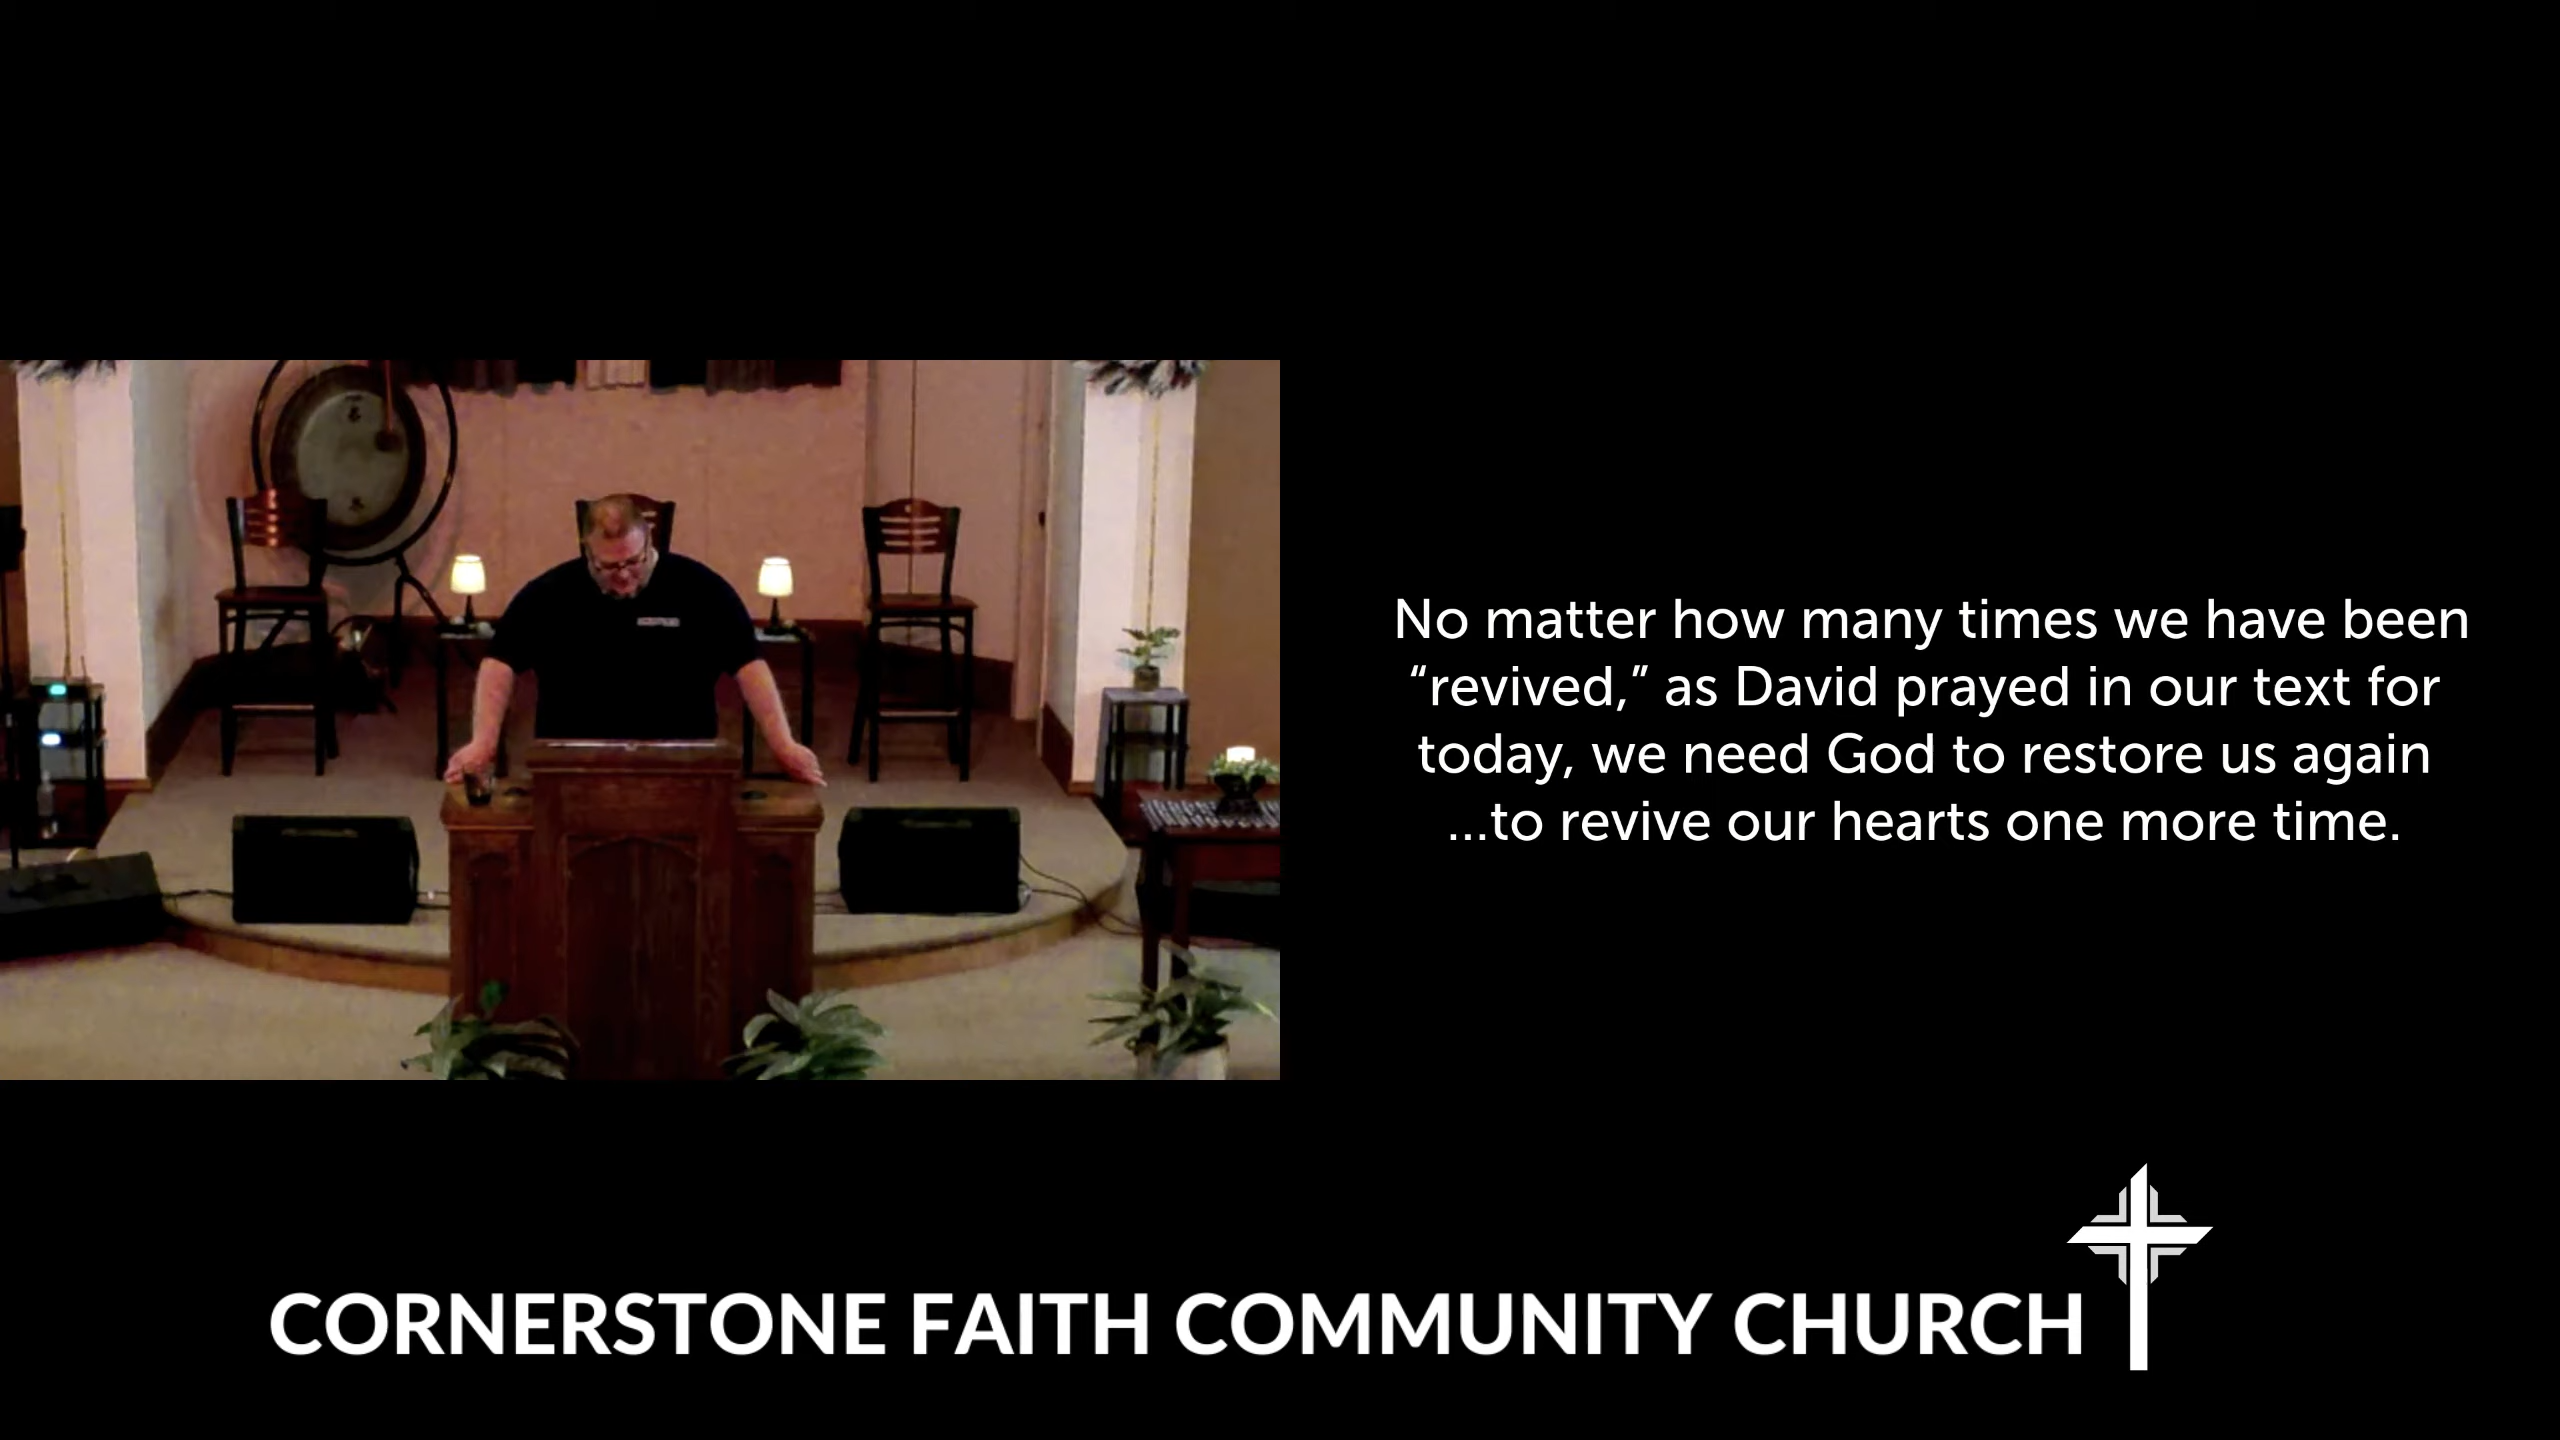 No matter how many times we have been
“revived,” as David prayed in our text for
today, we need God to restore us again
...to revive our hearts one more time.
CORNERSTONE FAITH COMMUNITY CHURCH